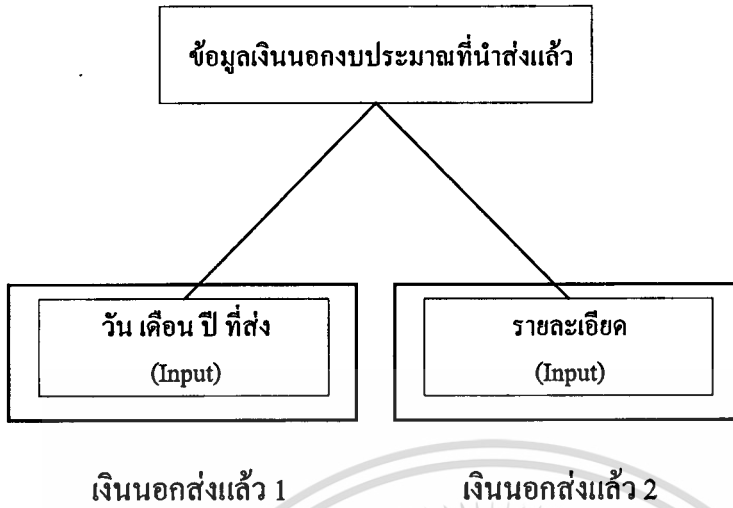 ข้อมูลเงินนอกงบประมาณที่นำส่งแล้ว
วัน เดือน ปี ที่ส่ง
(Input)
รายละเอียด
(Input)
เงินนอกส่งแล้ว 1
เงินนอกส่งแล้ว 2